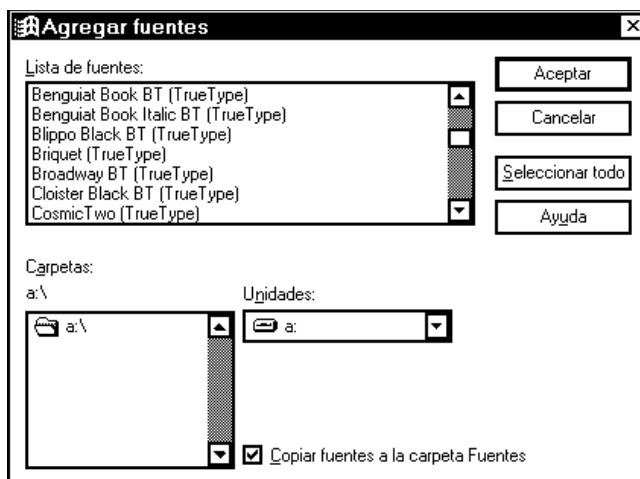 Agregar fuentes
Lista de fuentes:
Benguiat Book BT (TrueType)
Benguiat Book Italic BT (TrueType)
Blippo Black BT (TrueType)
Briquet (TrueType)
Broadway BT (TrueType)
Cloister Black BT (TrueType)
CosmicTwo (TrueType)
Aceptar
Cancelar
Seleccionar todo
Ayuda
Carpetas:
a:\
a:\
Unidades:
a:
Copiar fuentes a la carpeta Fuentes